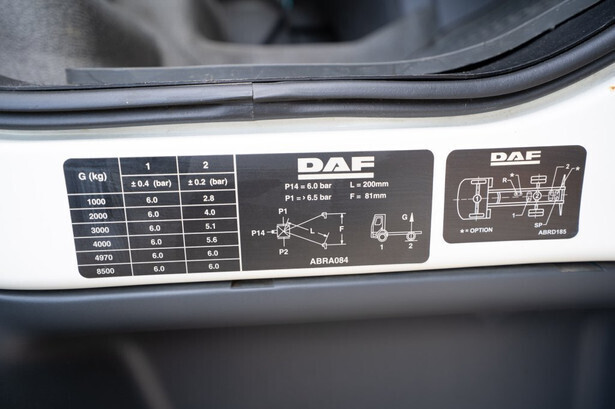 G (kg) 1 2
± 0.4 (bar) ± 0.2 (bar)
1000 6.0 2.8
2000 6.0 4.0
3000 6.0 5.1
4000 6.0 5.6
4970 6.0 6.0
8500 6.0 6.0
DAF
P14 = 6.0 bar L = 200mm
P1 = > 6.5 bar F = 81mm
P1
P14
L
F
P2
G
1 2
ABRA084
DAF
2
R
1
SP
* = OPTION
ABRD185